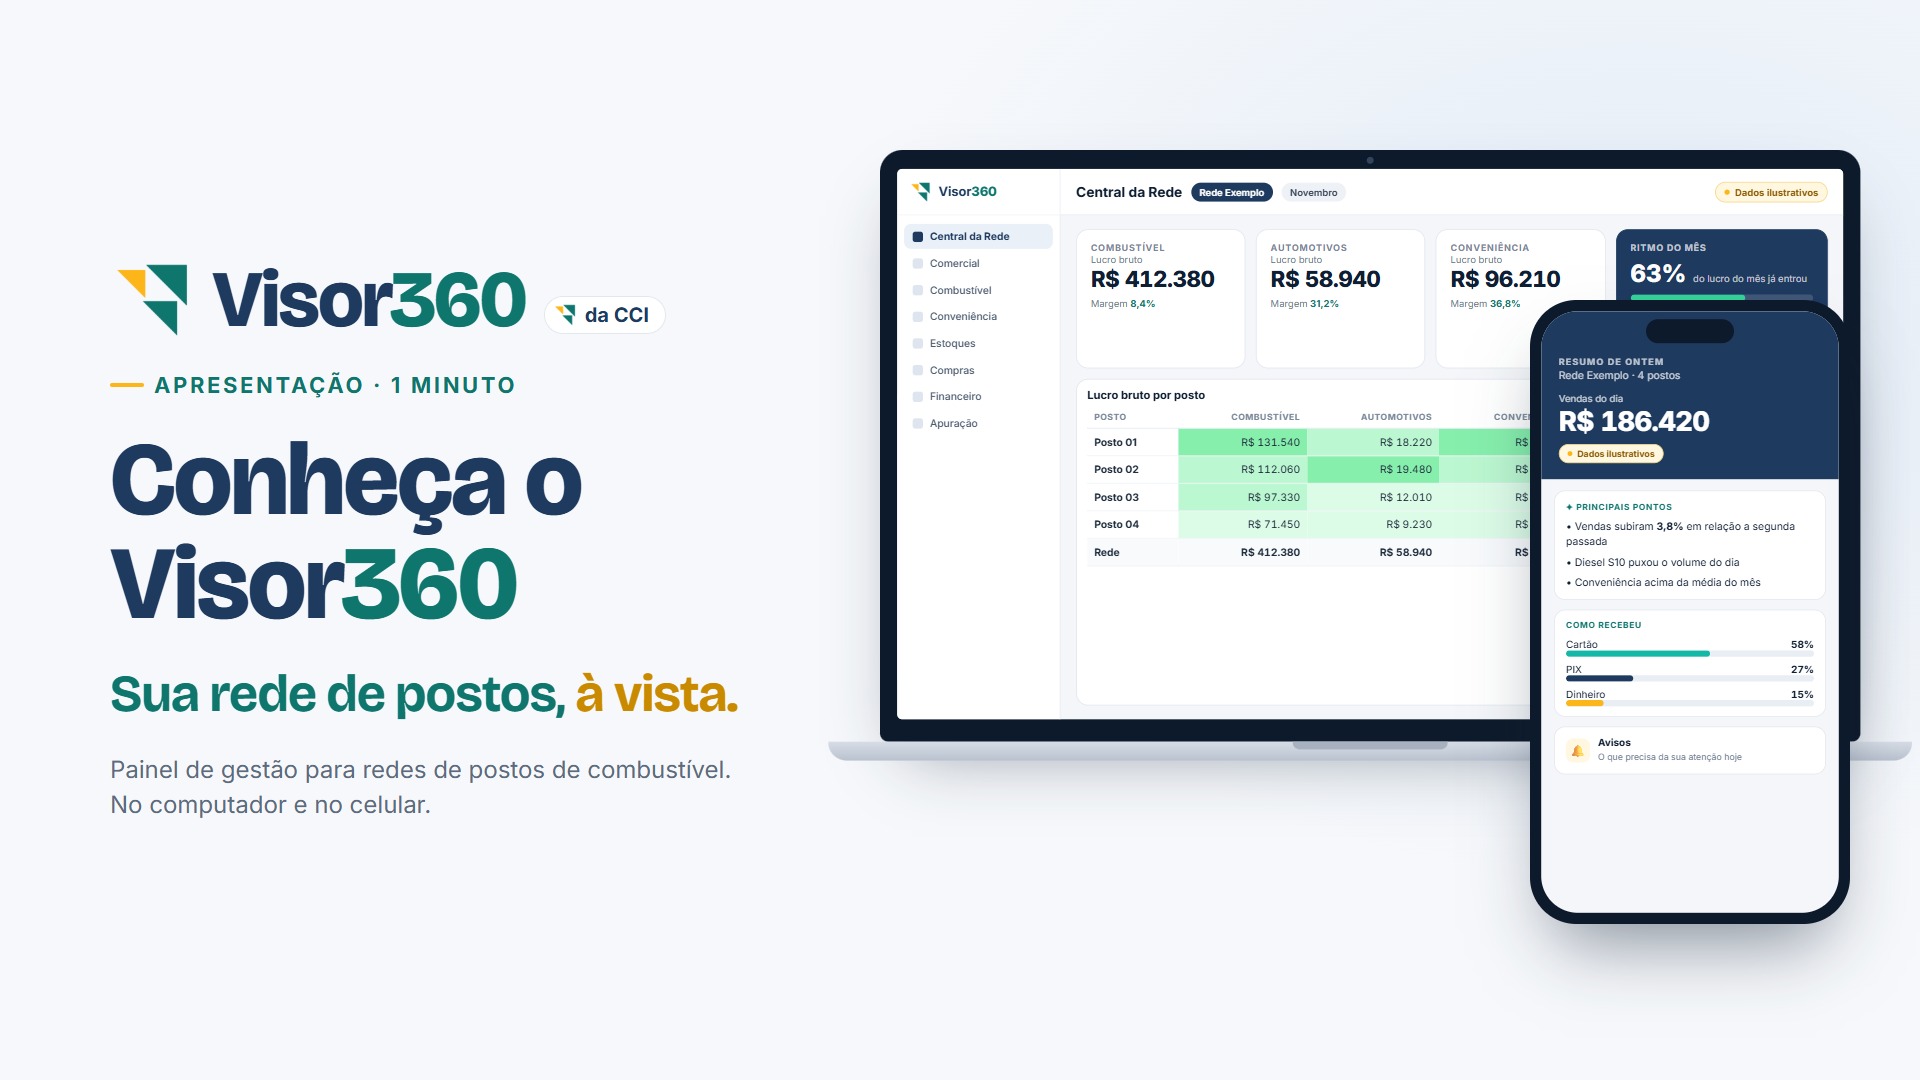 Visor360
da CCI
APRESENTAÇÃO · 1 MINUTO
Conheça o
Visor360
Sua rede de postos, à vista.
Painel de gestão para redes de postos de combustível.
No computador e no celular.
Visor360
Central da Rede
Comercial
Combustível
Conveniência
Estoques
Compras
Financeiro
Apuração
Central da Rede Rede Exemplo Novembro Dados ilustrativos
COMBUSTÍVEL
Lucro bruto
R$ 412.380
Margem 8,4%
AUTOMOTIVOS
Lucro bruto
R$ 58.940
Margem 31,2%
CONVENIÊNCIA
Lucro bruto
R$ 96.210
Margem 36,8%
RITMO DO MÊS
63% do lucro do mês já entrou
Lucro bruto por posto
POSTO COMBUSTÍVEL AUTOMOTIVOS CONVEN
Posto 01 R$ 131.540 R$ 18.220 R$
Posto 02 R$ 112.060 R$ 19.480 R$
Posto 03 R$ 97.330 R$ 12.010 R$
Posto 04 R$ 71.450 R$ 9.230 R$
Rede R$ 412.380 R$ 58.940 R$
RESUMO DE ONTEM
Rede Exemplo · 4 postos
Vendas do dia
R$ 186.420
Dados ilustrativos
✦ PRINCIPAIS PONTOS
• Vendas subiram 3,8% em relação a segunda
passada
• Diesel S10 puxou o volume do dia
• Conveniência acima da média do mês
COMO RECEBEU
Cartão 58%
PIX 27%
Dinheiro 15%
Avisos
O que precisa da sua atenção hoje